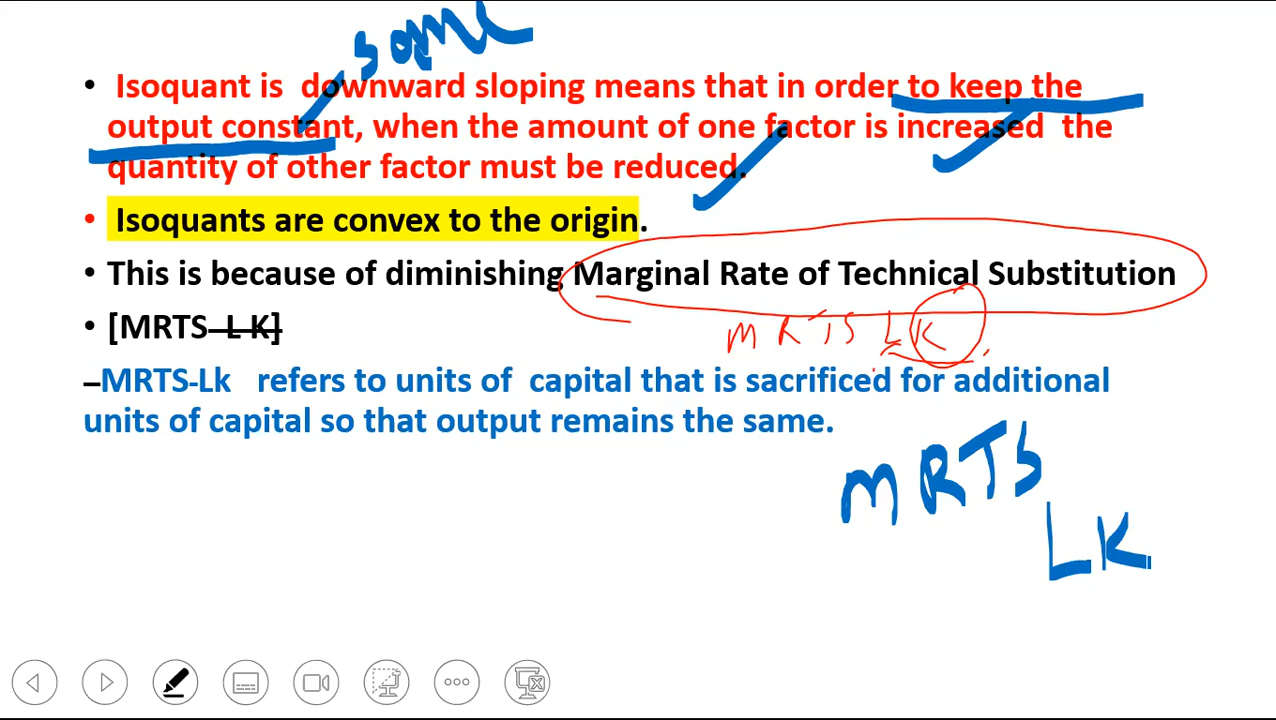 same
• Isoquant is downward sloping means that in order to keep the
output constant, when the amount of one factor is increased the
quantity of other factor must be reduced.
• Isoquants are convex to the origin.
• This is because of diminishing Marginal Rate of Technical Substitution
• [MRTS L K]
MRTS LK
–MRTS-Lk refers to units of capital that is sacrificed for additional
units of capital so that output remains the same.
MRTS
LK